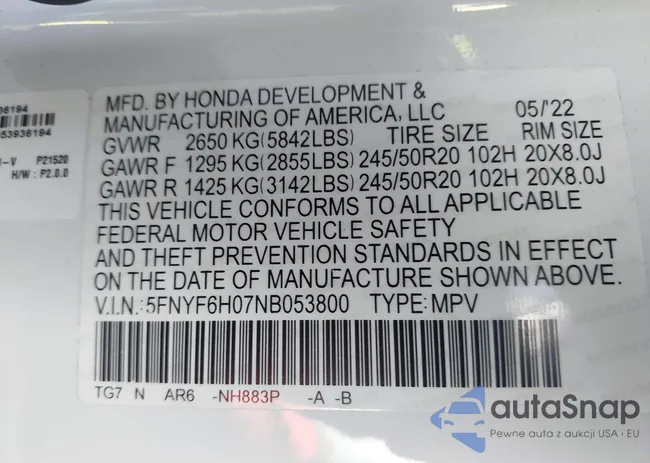 MFD. BY HONDA DEVELOPMENT &
MANUFACTURING OF AMERICA, LLC 05/'22
GVWR 2650 KG(5842LBS) TIRE SIZE RIM SIZE
GAWR F 1295 KG(2855LBS) 245/50R20 102H 20X8.0J
GAWR R 1425 KG(3142LBS) 245/50R20 102H 20X8.0J
THIS VEHICLE CONFORMS TO ALL APPLICABLE
FEDERAL MOTOR VEHICLE SAFETY
AND THEFT PREVENTION STANDARDS IN EFFECT
ON THE DATE OF MANUFACTURE SHOWN ABOVE.
V.I.N.:5FNYF6H07NB053800 TYPE:MPV
TG7 N AR6 -NH883P -A -B
53936194
P21520
H/W : P2.0.0
autaSnap
Pewne auta z aukcji USA i EU